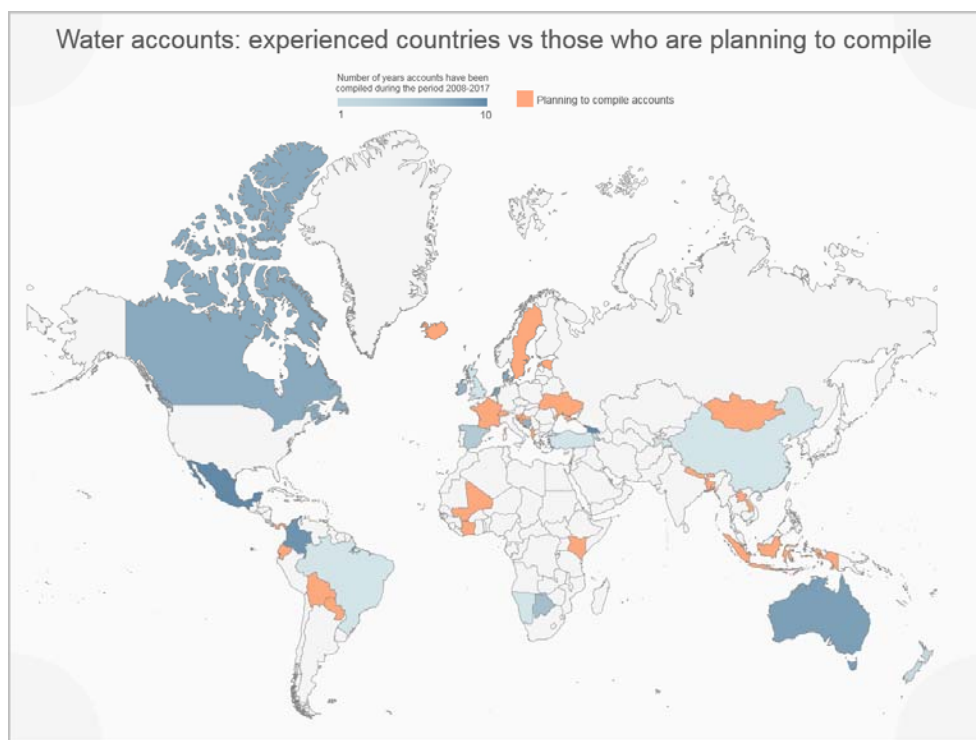 Water accounts: experienced countries vs those who are planning to compile
Number of years accounts have been
compiled during the period 2008-2017
Planning to compile accounts
1 10